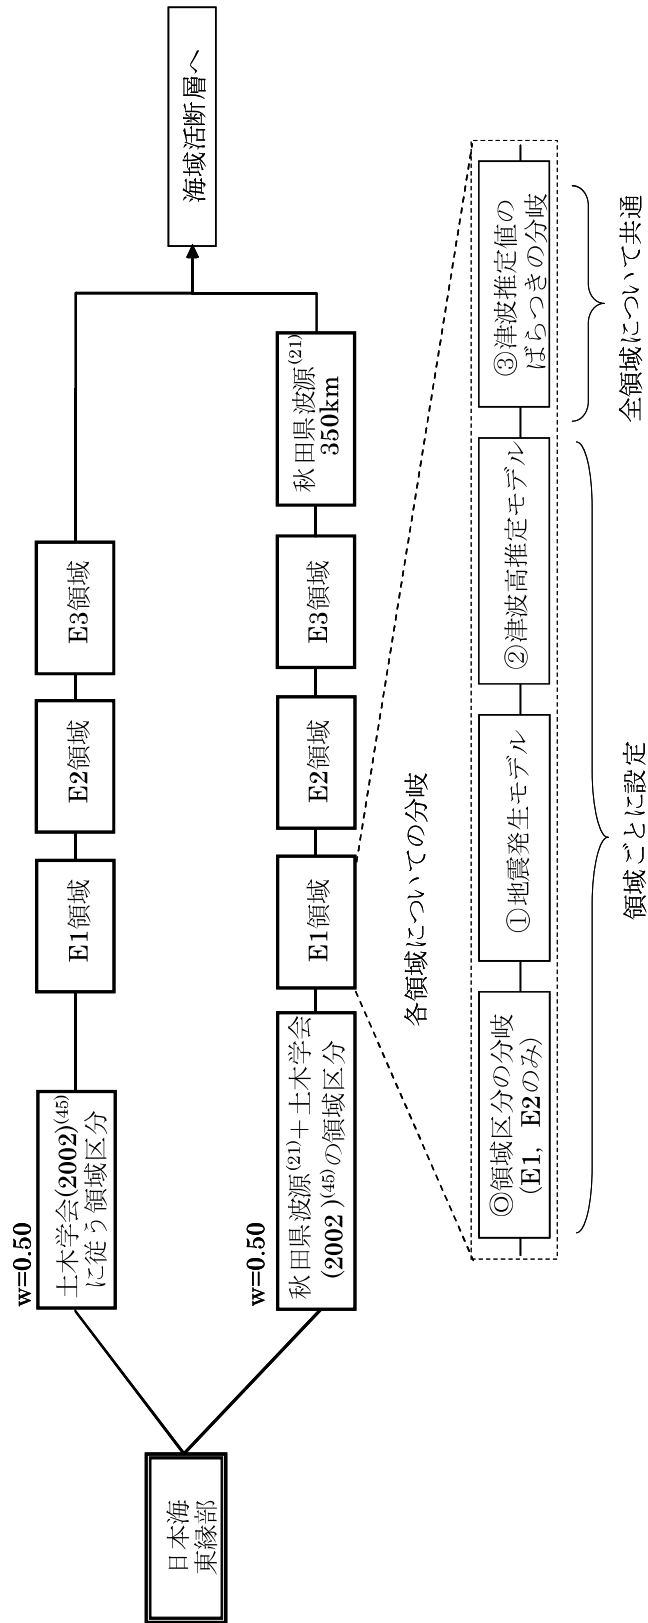 日本海
東縁部
w=0.50
土木学会(2002)(45)
に従う領域区分
E1領域
E2領域
E3領域
海域活断層へ
w=0.50
秋田県波源(21)+土木学会
(2002)(45)の領域区分
E1領域
E2領域
E3領域
秋田県波源(21)
350km
各領域についての分岐
⓪領域区分の分岐
(E1, E2のみ)
①地震発生モデル
②津波高推定モデル
③津波推定値の
ばらつきの分岐
領域ごとに設定
全領域について共通